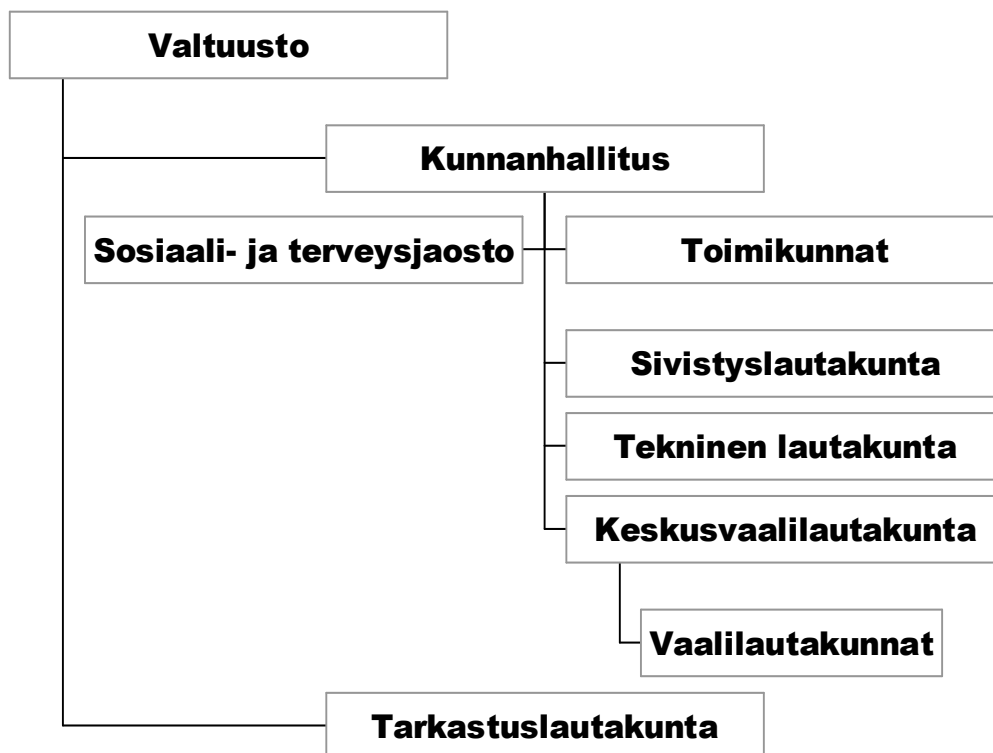 Valtuusto
Kunnanhallitus
Sosiaali- ja terveysjaosto
Toimikunnat
Sivistyslautakunta
Tekninen lautakunta
Keskusvaalilautakunta
Vaalilautakunnat
Tarkastuslautakunta